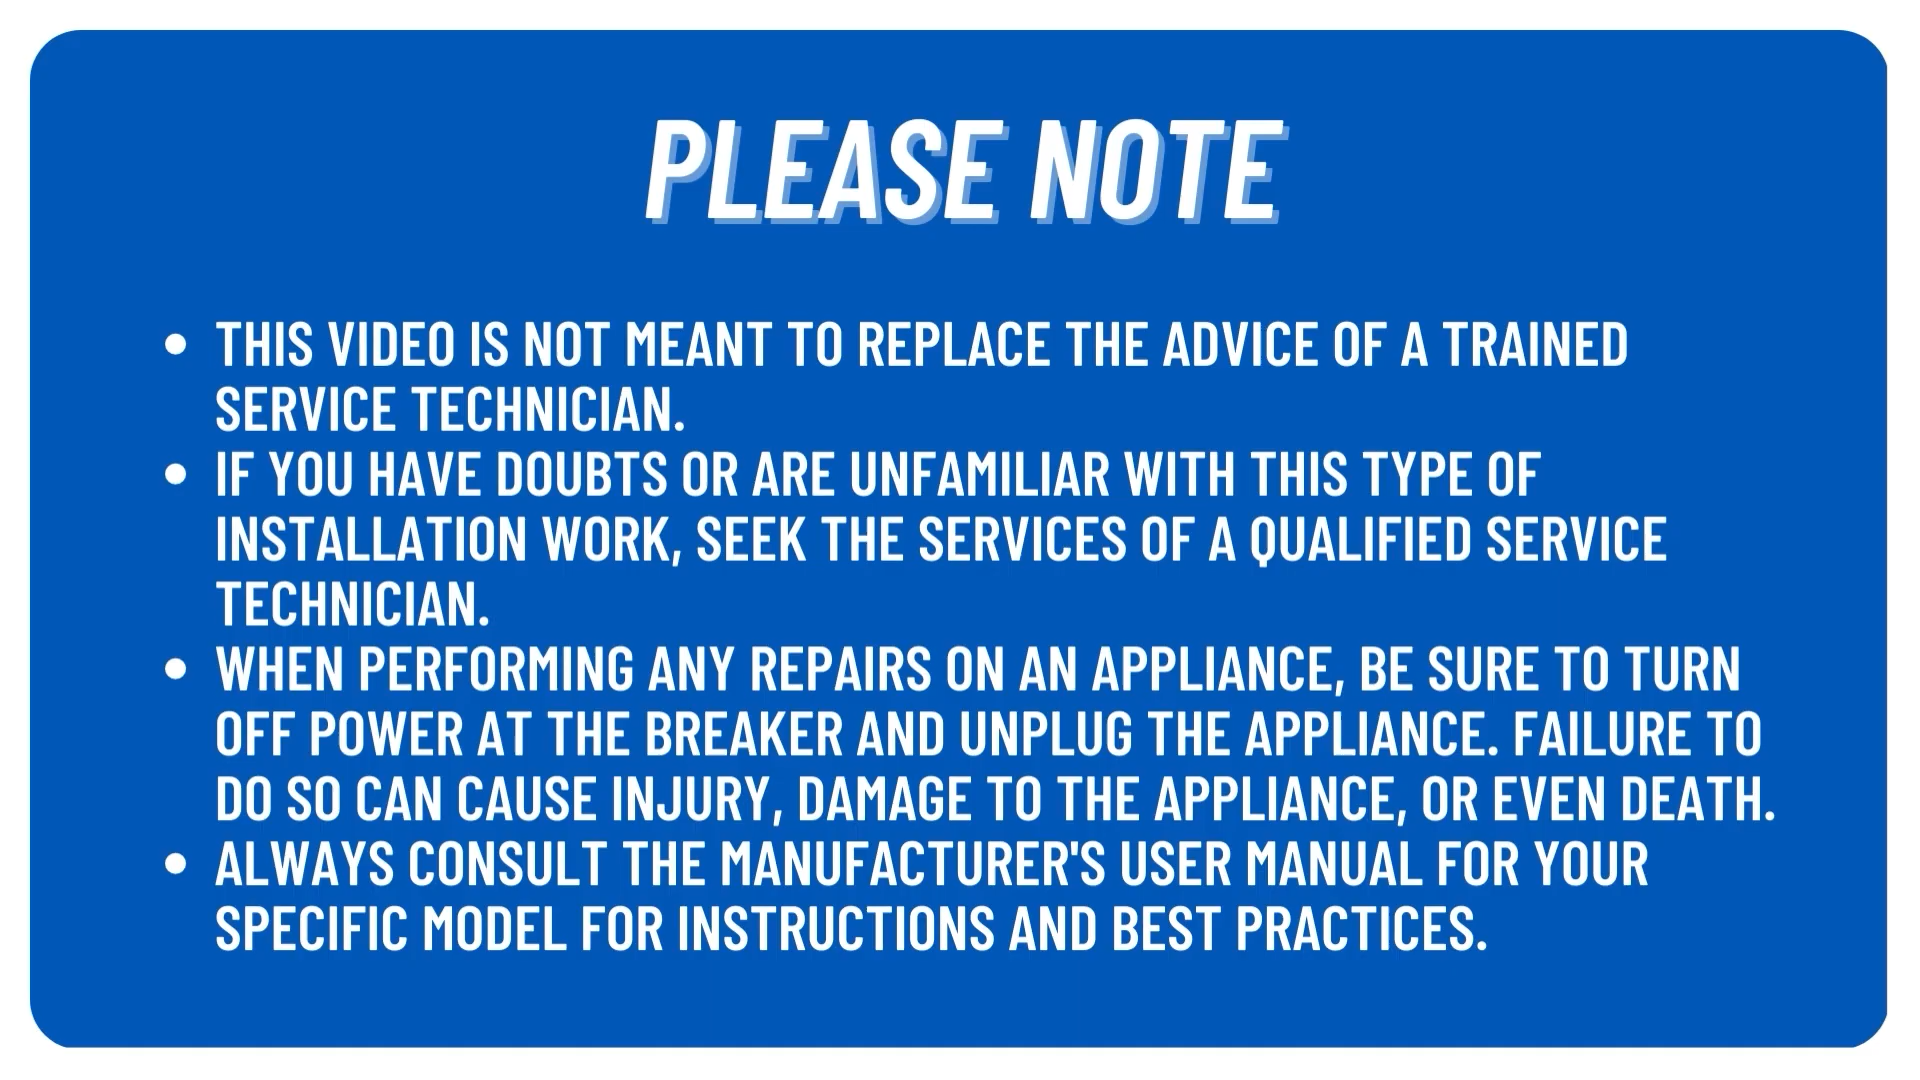 PLEASE NOTE
• THIS VIDEO IS NOT MEANT TO REPLACE THE ADVICE OF A TRAINED
SERVICE TECHNICIAN.
• IF YOU HAVE DOUBTS OR ARE UNFAMILIAR WITH THIS TYPE OF
INSTALLATION WORK, SEEK THE SERVICES OF A QUALIFIED SERVICE
TECHNICIAN.
• WHEN PERFORMING ANY REPAIRS ON AN APPLIANCE, BE SURE TO TURN
OFF POWER AT THE BREAKER AND UNPLUG THE APPLIANCE. FAILURE TO
DO SO CAN CAUSE INJURY, DAMAGE TO THE APPLIANCE, OR EVEN DEATH.
• ALWAYS CONSULT THE MANUFACTURER'S USER MANUAL FOR YOUR
SPECIFIC MODEL FOR INSTRUCTIONS AND BEST PRACTICES.